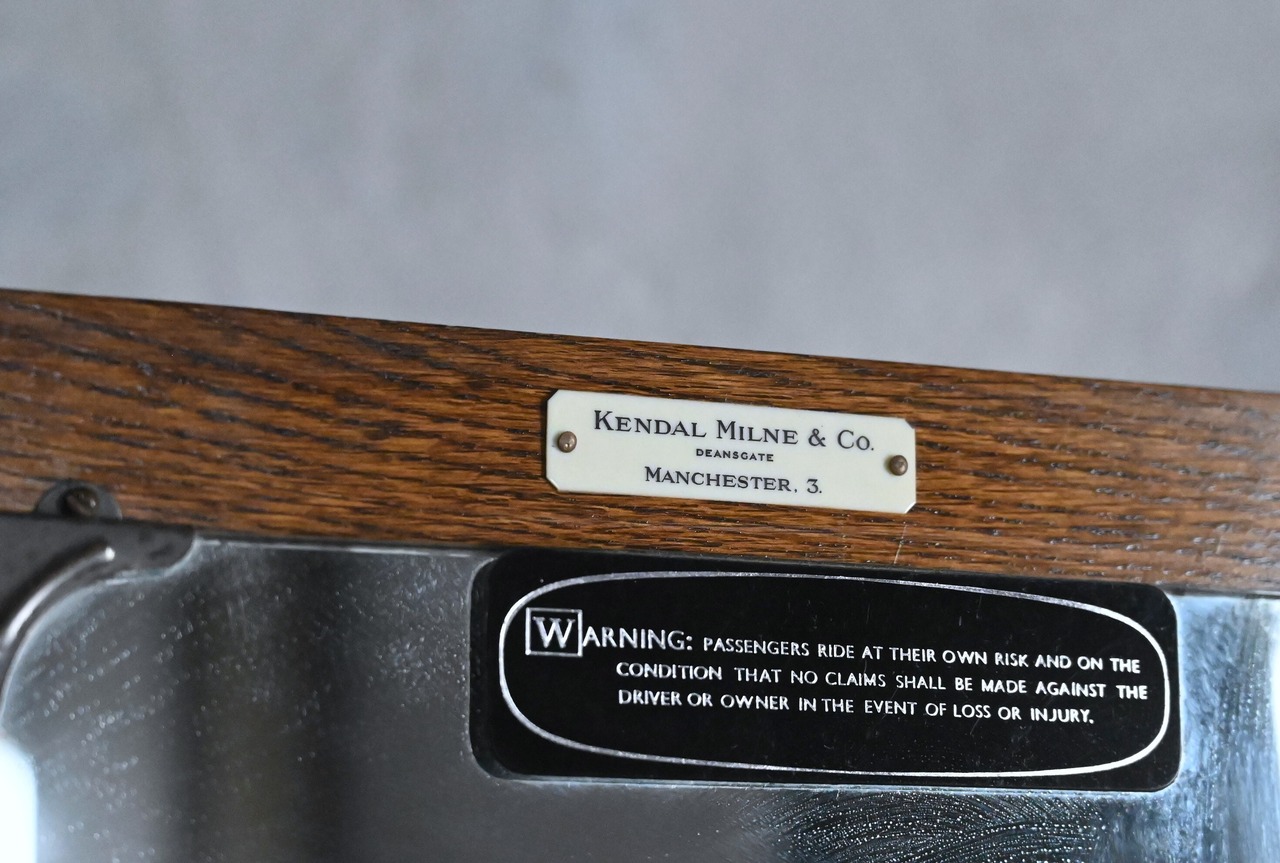 KENDAL MILNE & CO.
DEANSGATE
MANCHESTER. 3.
WARNING: PASSENGERS RIDE AT THEIR OWN RISK AND ON THE
CONDITION THAT NO CLAIMS SHALL BE MADE AGAINST THE
DRIVER OR OWNER IN THE EVENT OF LOSS OR INJURY.